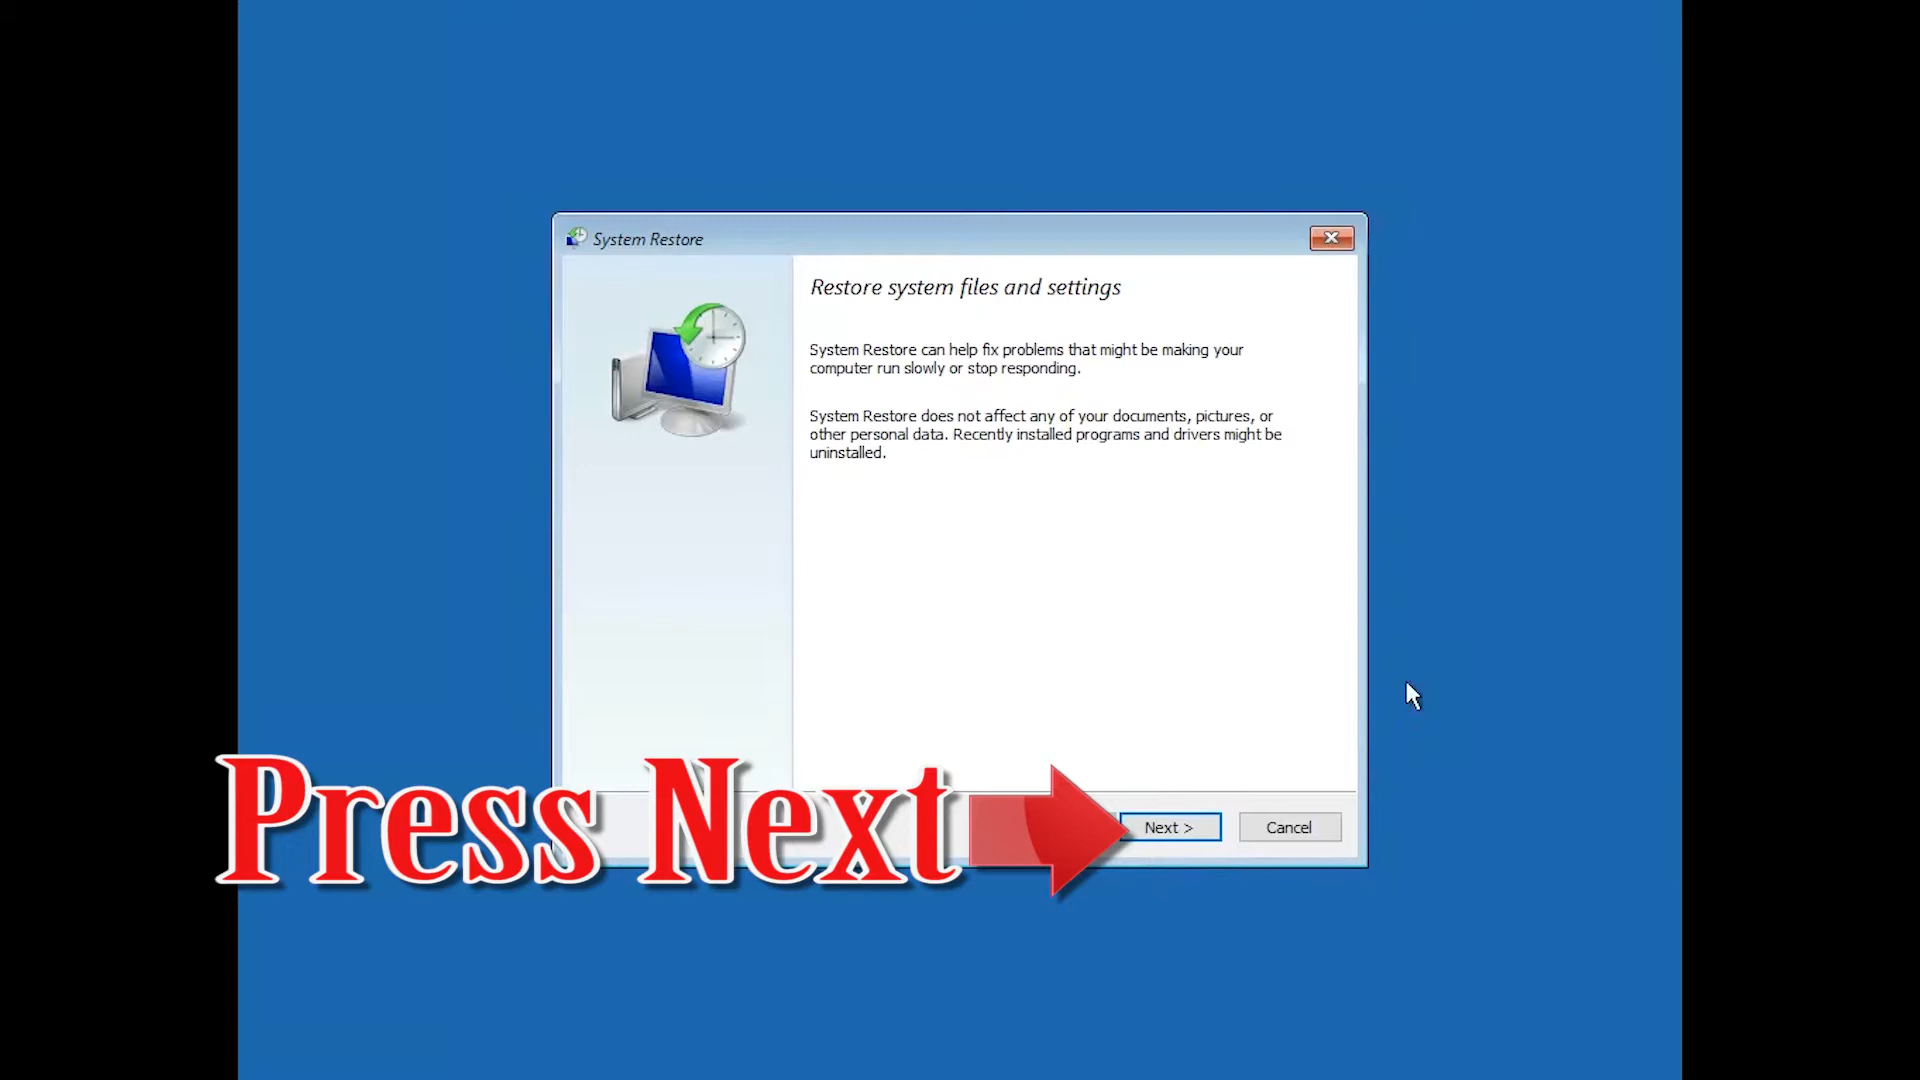 System Restore
Restore system files and settings
System Restore can help fix problems that might be making your
computer run slowly or stop responding.
System Restore does not affect any of your documents, pictures, or
other personal data. Recently installed programs and drivers might be
uninstalled.
Press Next
Next >
Cancel